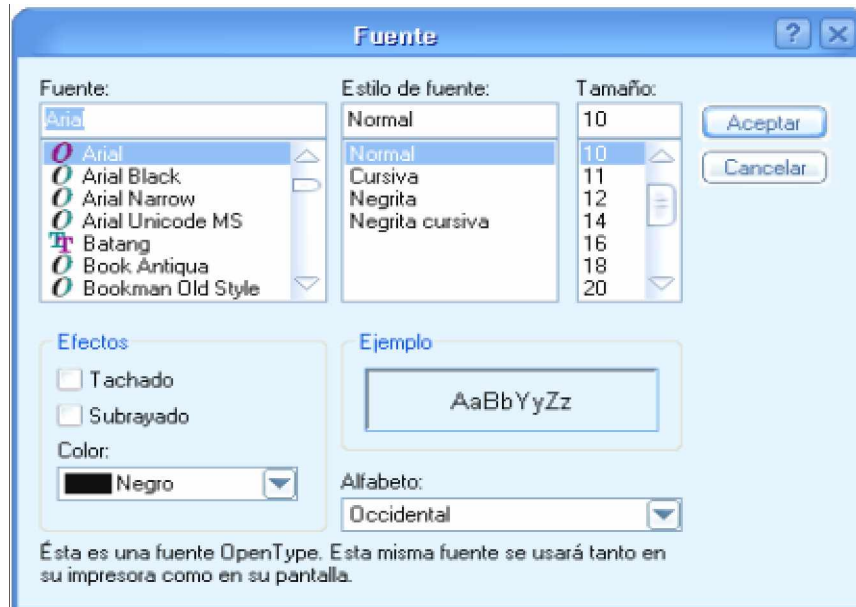 Fuente
Fuente:
Arial
Arial
Arial Black
Arial Narrow
Arial Unicode MS
Batang
Book Antiqua
Bookman Old Style
Estilo de fuente:
Normal
Normal
Cursiva
Negrita
Negrita cursiva
Tamaño:
10
10
11
12
14
16
18
20
Aceptar
Cancelar
Efectos
Tachado
Subrayado
Color:
Negro
Ejemplo
AaBbYyZz
Alfabeto:
Occidental
Ésta es una fuente OpenType. Esta misma fuente se usará tanto en
su impresora como en su pantalla.